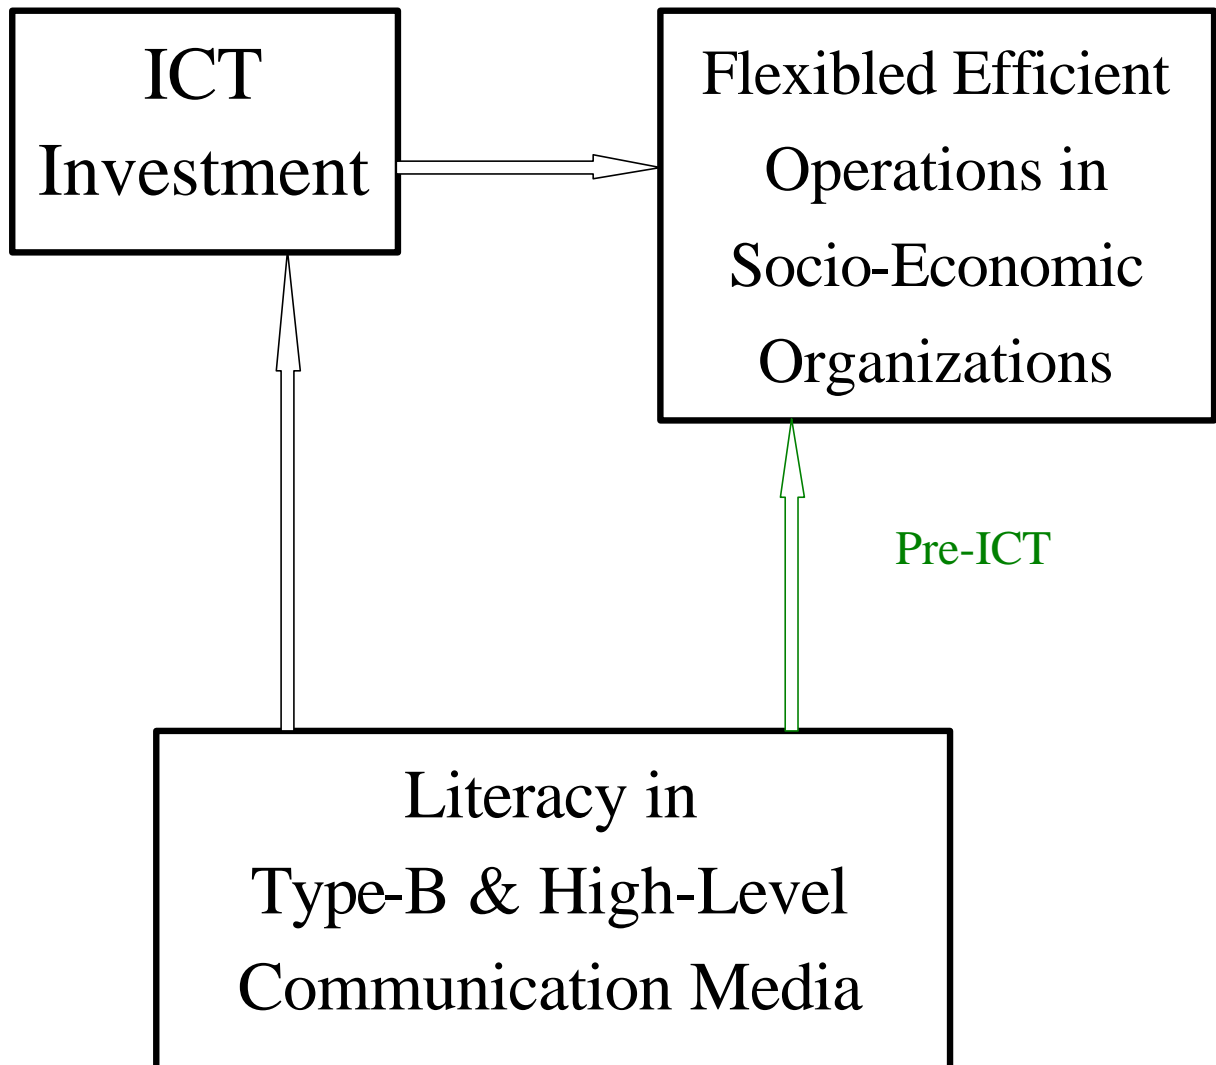 ICT
Investment
Flexibled Efficient
Operations in
Socio-Economic
Organizations
Pre-ICT
Literacy in
Type-B & High-Level
Communication Media